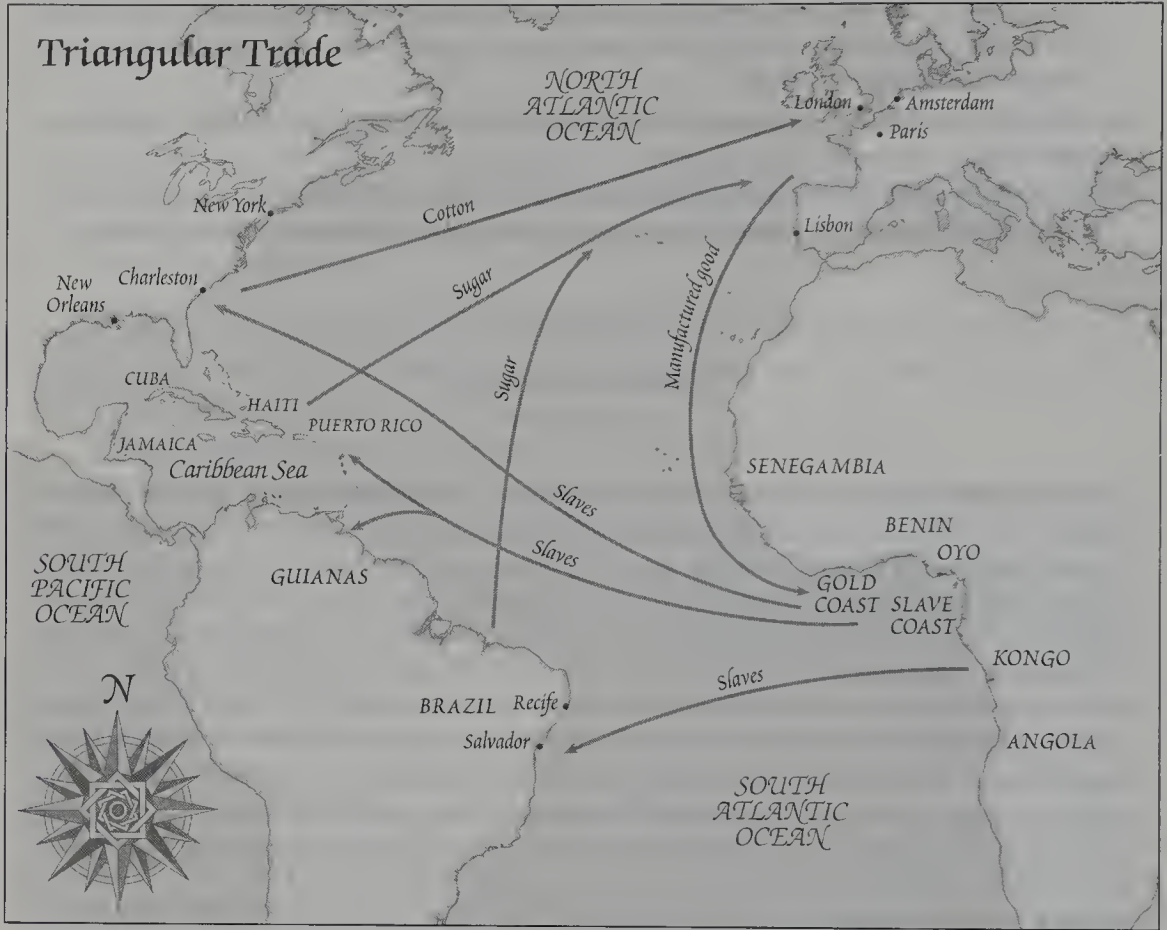 Triangular Trade
NORTH
ATLANTIC
OCEAN
London
Amsterdam
Paris
New York
Cotton
Lisbon
New
Orleans
Charleston
Sugar
Manufactured good
Sugar
CUBA
HAITI
PUERTO RICO
JAMAICA
Caribbean Sea
SENEGAMBIA
Slaves
BENIN
OYO
Slaves
SOUTH
PACIFIC
OCEAN
GUIANAS
GOLD
COAST
SLAVE
COAST
KONGO
Slaves
N
BRAZIL
Recife
Salvador
ANGOLA
SOUTH
ATLANTIC
OCEAN